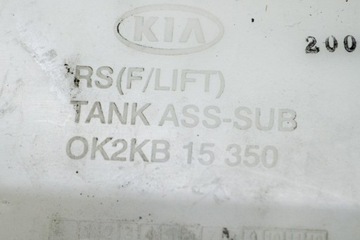 KIA
200
RS(F/LIFT)
TANK ASS-SUB
OK2KB 15 350